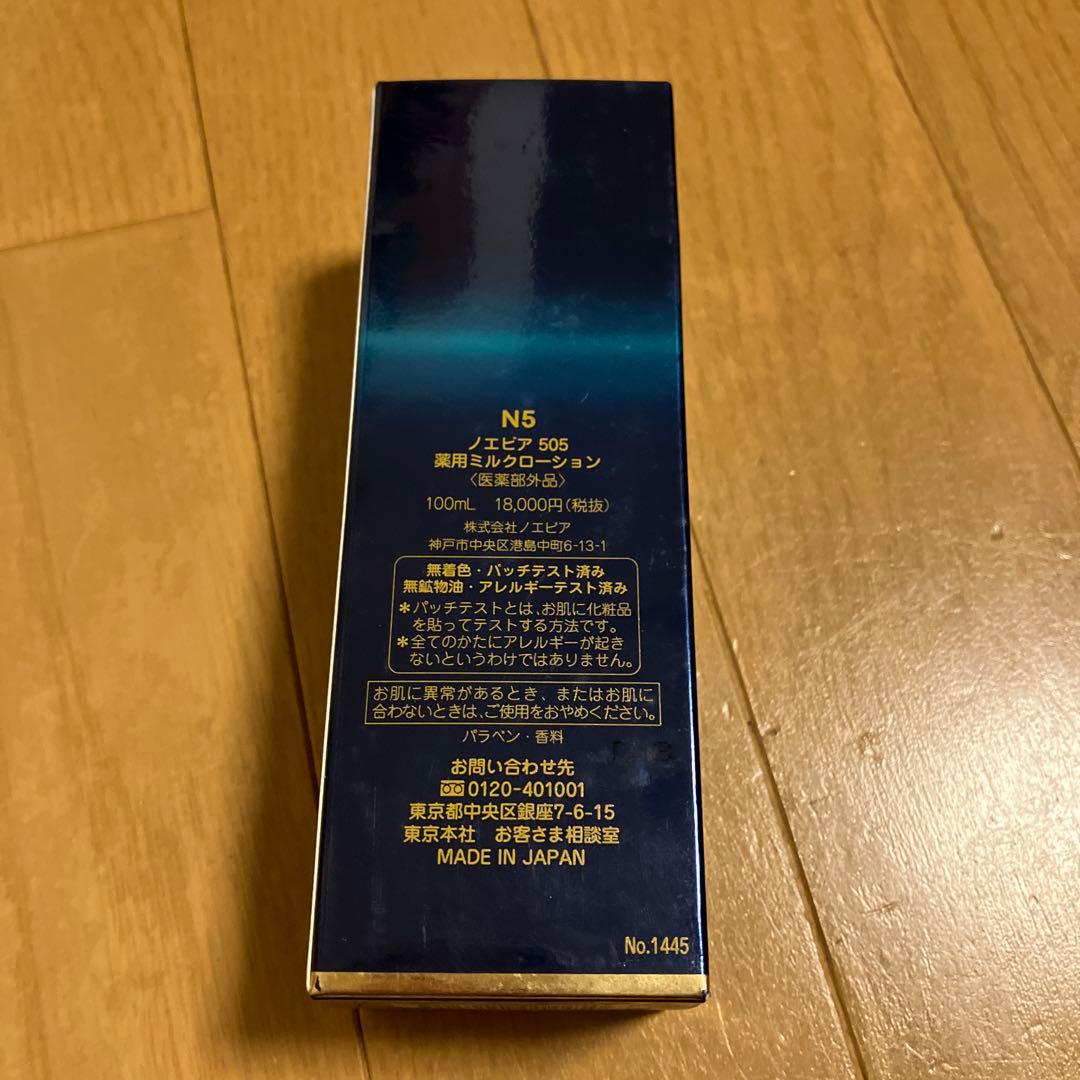 N5
ノエビア 505
薬用ミルクローション
〈医薬部外品〉
100mL 18,000円(税抜)
株式会社ノエビア
神戸市中央区港島中町6-13-1
無着色・パッチテスト済み
無鉱物油・アレルギーテスト済み
*パッチテストとは、お肌に化粧品
を貼ってテストする方法です。
*全てのかたにアレルギーが起き
ないというわけではありません。
お肌に異常があるとき、またはお肌に
合わないときは、ご使用をおやめください。
パラベン・香料
お問い合わせ先
0120-401001
東京都中央区銀座7-6-15
東京本社 お客さま相談室
MADE IN JAPAN
No.1445